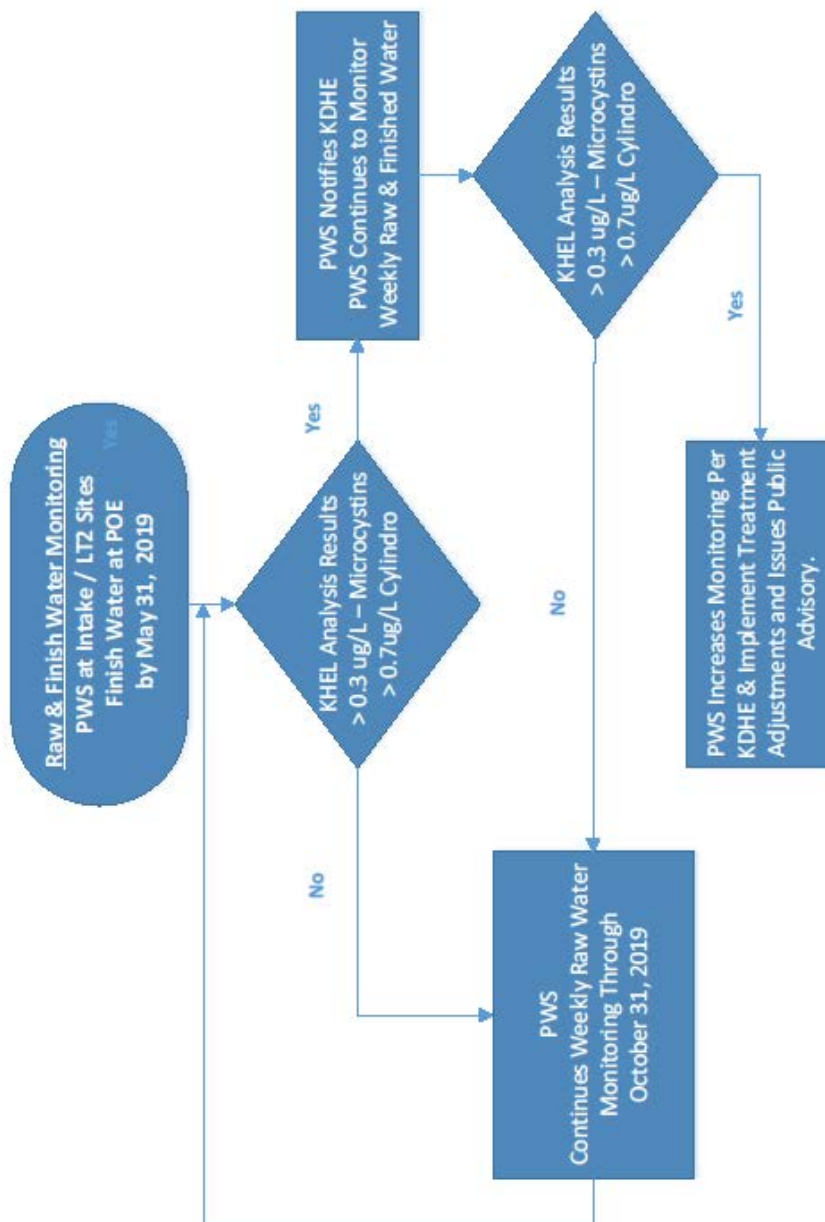 Raw & Finish Water Monitoring
PWS at Intake / LT2 Sites
Finish Water at POE
by May 31, 2019
Yes
KHEL Analysis Results
> 0.3 ug/L – Microcystins
> 0.7ug/L Cylindro
Yes
No
PWS Notifies KDHE
PWS Continues to Monitor
Weekly Raw & Finished Water
KHEL Analysis Results
> 0.3 ug/L – Microcystins
> 0.7ug/L Cylindro
No
Yes
PWS
Continues Weekly Raw Water
Monitoring Through
October 31, 2019
PWS Increases Monitoring Per
KDHE & Implement Treatment
Adjustments and Issues Public
Advisory.